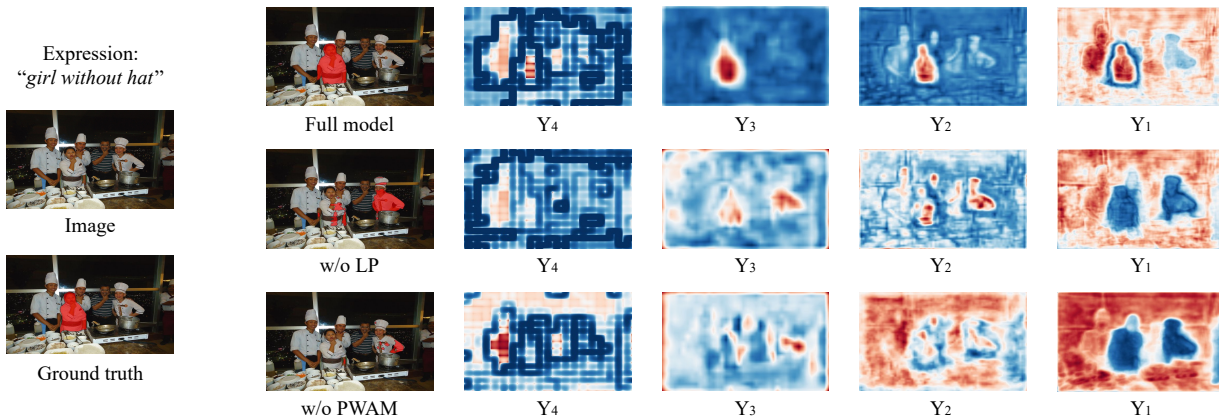 Expression:
“girl without hat”
Image
Ground truth
Full model
Y4
Y3
Y2
Y1
w/o LP
Y4
Y3
Y2
Y1
w/o PWAM
Y4
Y3
Y2
Y1